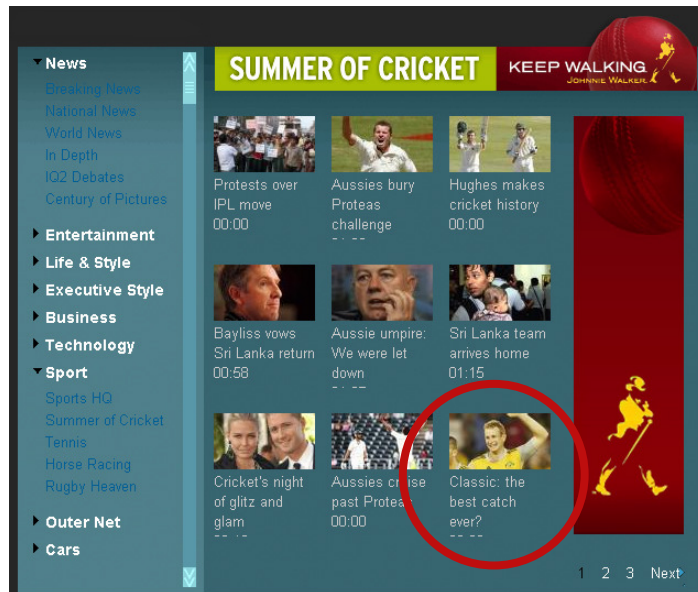 SUMMER OF CRICKET
KEEP WALKING.
JOHNNIE WALKER.
News
Breaking News
National News
World News
In Depth
IQ2 Debates
Century of Pictures
Entertainment
Life & Style
Executive Style
Business
Technology
Sport
Sports HQ
Summer of Cricket
Tennis
Horse Racing
Rugby Heaven
Outer Net
Cars
Protests over
IPL move
00:00
Aussies bury
Proteas
challenge
Hughes makes
cricket history
00:00
Bayliss vows
Sri Lanka return
00:58
Aussie umpire:
We were let
down
Sri Lanka team
arrives home
01:15
Cricket's night
of glitz and
glam
Aussies cruise
past Proteas
00:00
Classic: the
best catch
ever?
1 2 3 Next